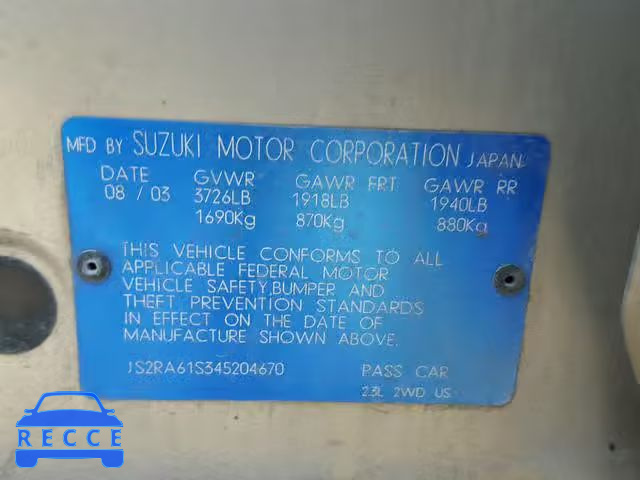 MFD BY SUZUKI MOTOR CORPORATION JAPAN
DATE GVWR GAWR FRT GAWR RR
08 / 03 3726LB 1918LB 1940LB
1690Kg 870Kg 880Kg
THIS VEHICLE CONFORMS TO ALL
APPLICABLE FEDERAL MOTOR
VEHICLE SAFETY,BUMPER AND
THEFT PREVENTION STANDARDS
IN EFFECT ON THE DATE OF
MANUFACTURE SHOWN ABOVE.
JS2RA61S345204670 PASS CAR
2.3L 2WD US
RECCE